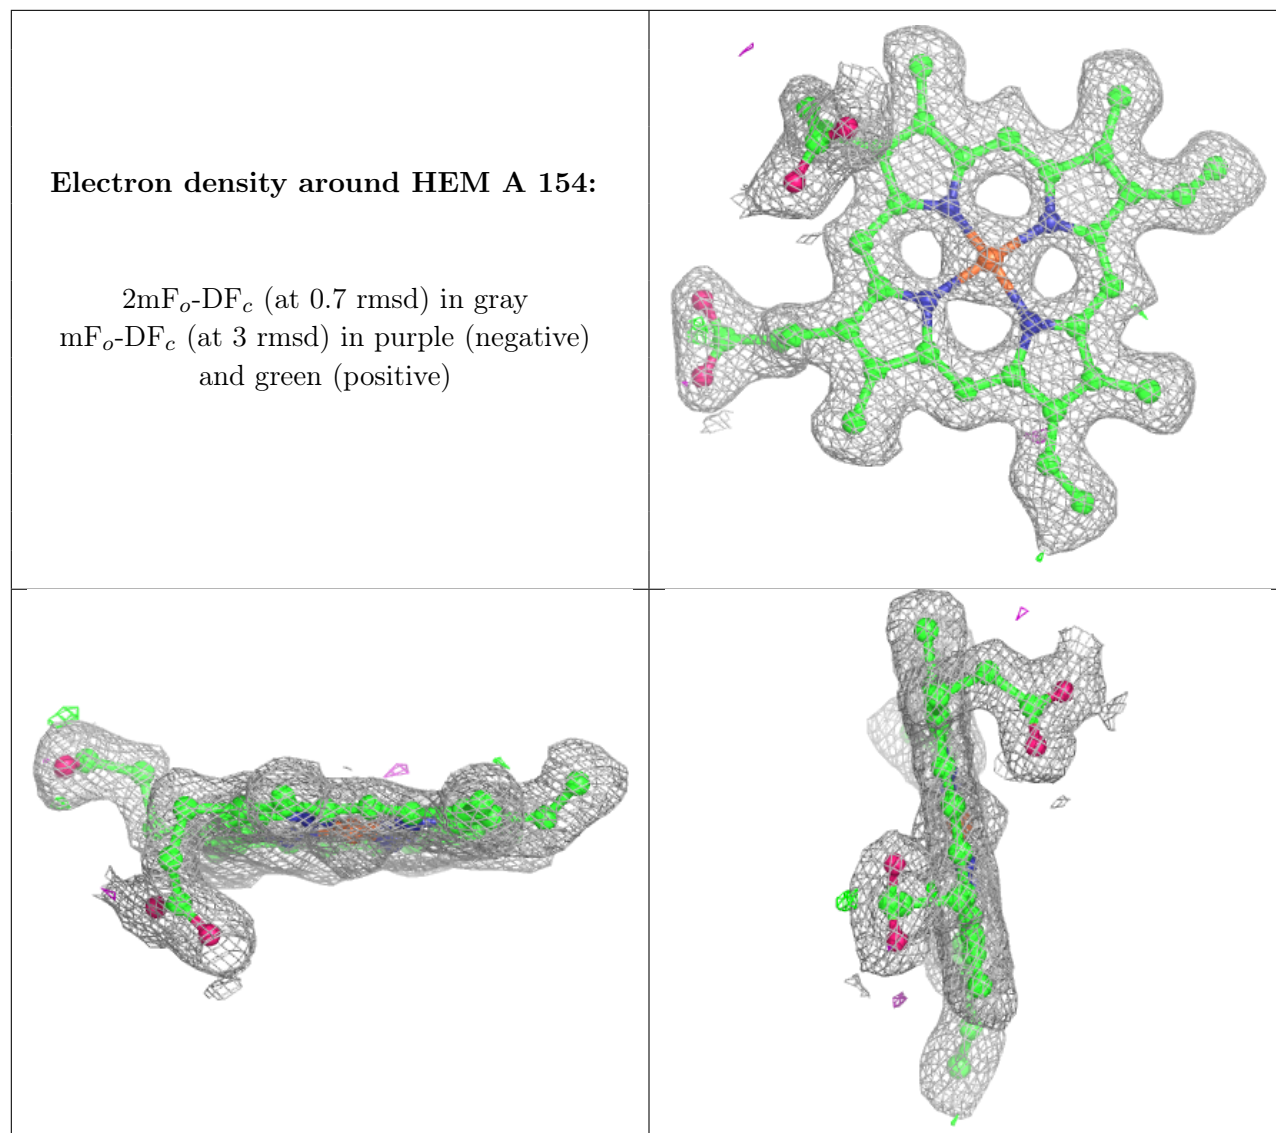 Electron density around HEM A 154:
2mFₒ-DF𝒸 (at 0.7 rmsd) in gray
mFₒ-DF𝒸 (at 3 rmsd) in purple (negative)
and green (positive)